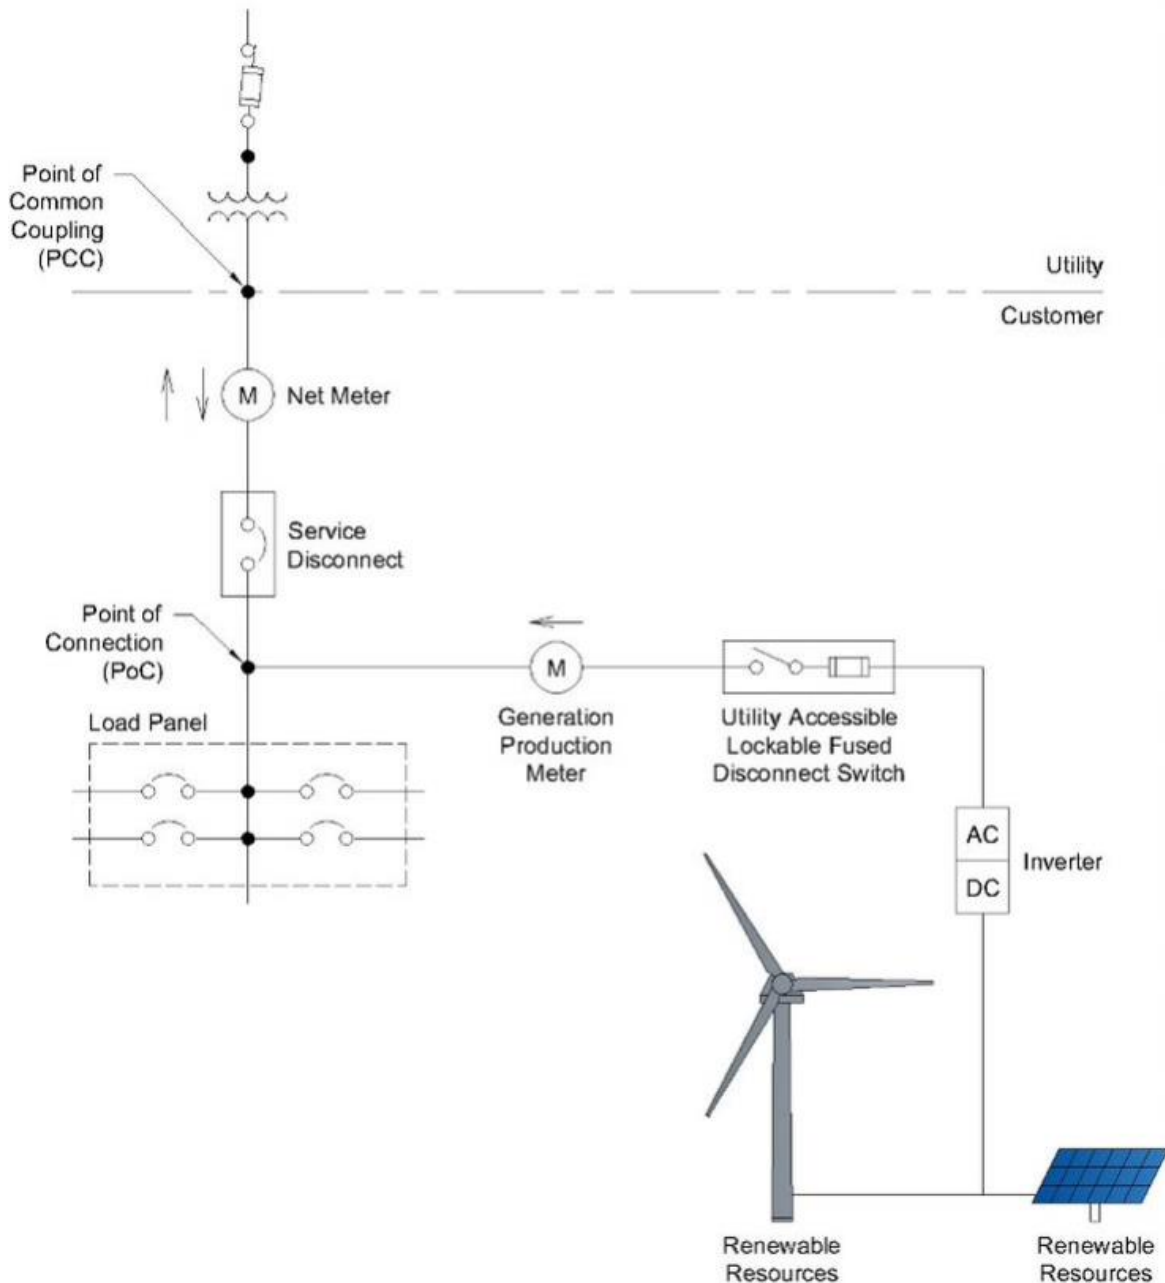 Point of
Common
Coupling
(PCC)
Utility
Customer
M
Net Meter
Service
Disconnect
Point of
Connection
(PoC)
M
Generation
Production
Meter
Utility Accessible
Lockable Fused
Disconnect Switch
Load Panel
AC
DC
Inverter
Renewable
Resources
Renewable
Resources